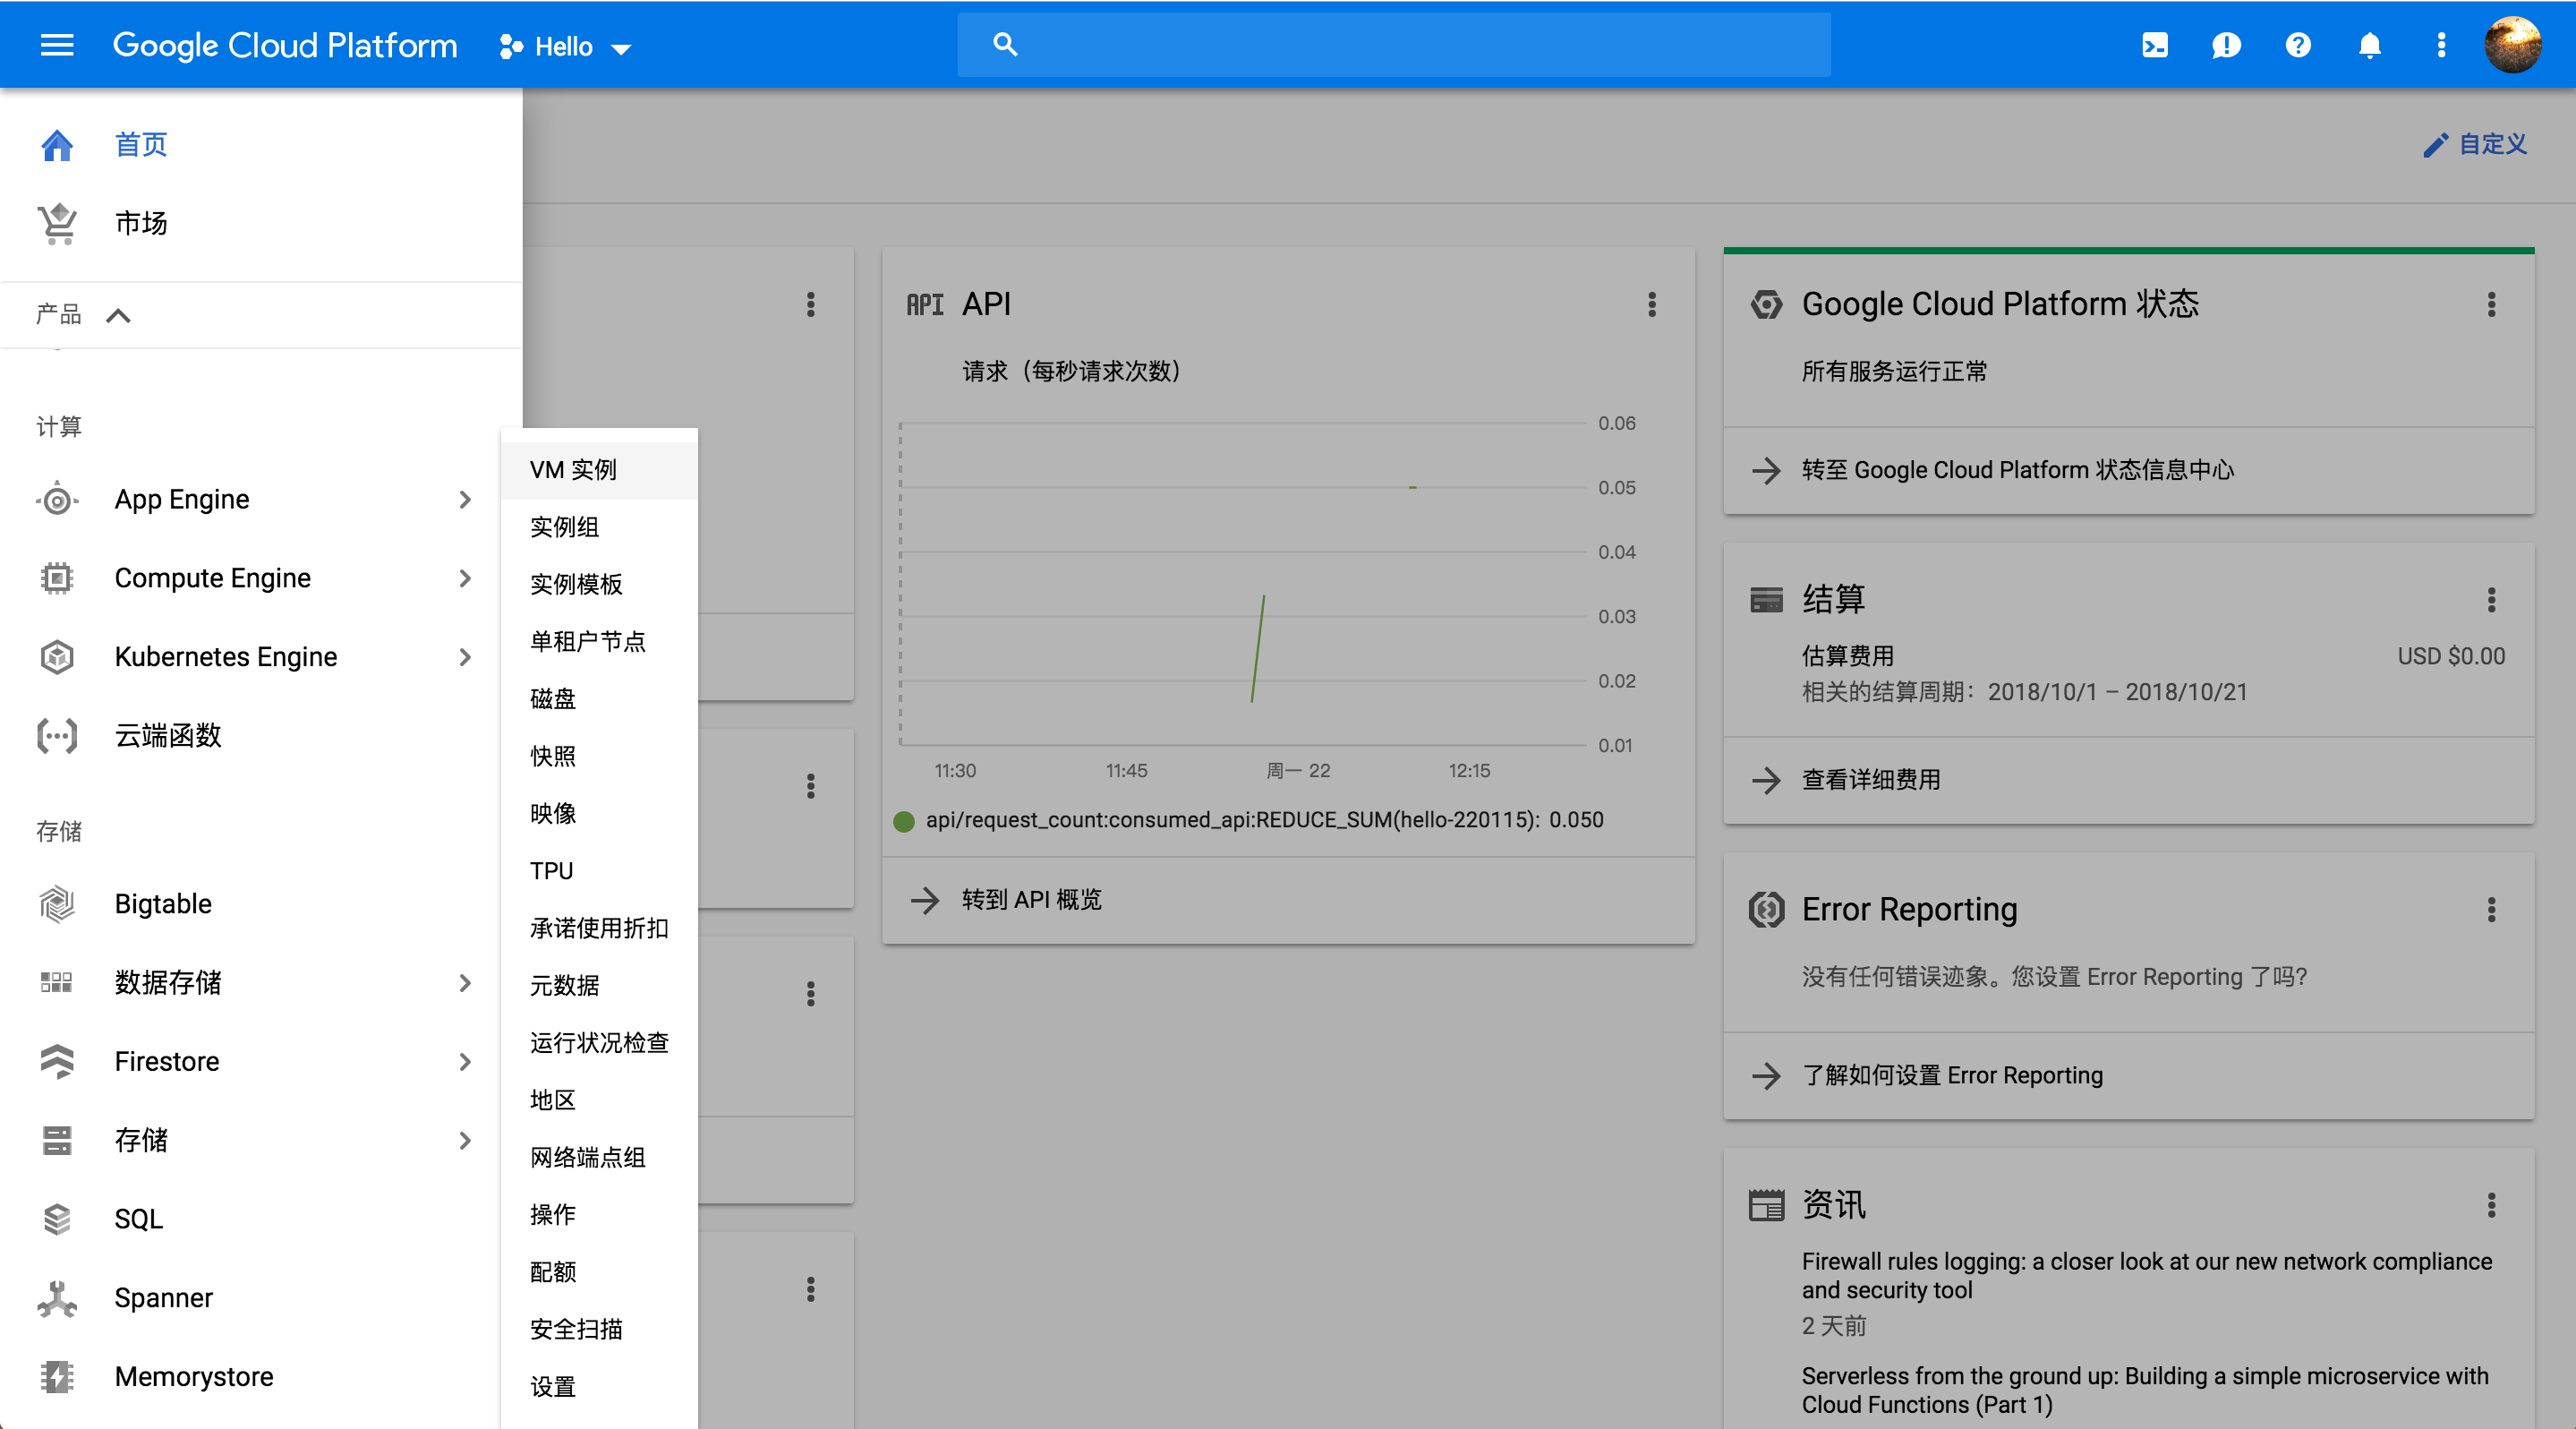 Google Cloud Platform
Hello
首页
市场
产品
计算
App Engine
Compute Engine
Kubernetes Engine
云端函数
存储
Bigtable
数据存储
Firestore
存储
SQL
Spanner
Memorystore
VM 实例
实例组
实例模板
单租户节点
磁盘
快照
映像
TPU
承诺使用折扣
元数据
运行状况检查
地区
网络端点组
操作
配额
安全扫描
设置
自定义
API API
请求（每秒请求次数）
0.06
0.05
0.04
0.03
0.02
0.01
11:30 11:45 周一 22 12:15
api/request_count:consumed_api:REDUCE_SUM(hello-220115): 0.050
转到 API 概览
Google Cloud Platform 状态
所有服务运行正常
转至 Google Cloud Platform 状态信息中心
结算
估算费用 USD $0.00
相关的结算周期：2018/10/1 – 2018/10/21
查看详细费用
Error Reporting
没有任何错误迹象。您设置 Error Reporting 了吗？
了解如何设置 Error Reporting
资讯
Firewall rules logging: a closer look at our new network compliance
and security tool
2 天前
Serverless from the ground up: Building a simple microservice with
Cloud Functions (Part 1)